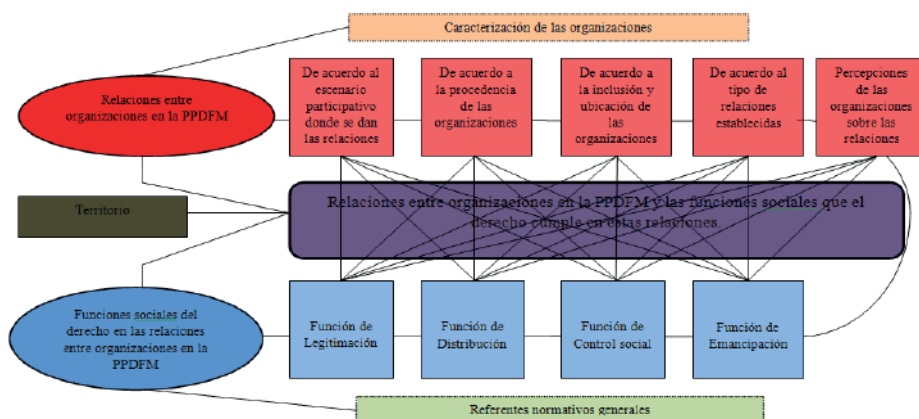 Caracterización de las organizaciones
Relaciones entre
organizaciones en la PPDFM
De acuerdo al
escenario
participativo
donde se dan
las relaciones
De acuerdo a
la procedencia
de las
organizaciones
De acuerdo a
la inclusión y
ubicación de
las
organizaciones
De acuerdo al
tipo de
relaciones
establecidas
Percepciones
de las
organizaciones
sobre las
relaciones
Territorio
Relaciones entre organizaciones en la PPDFM y las funciones sociales que el
derecho cumple en estas relaciones.
Funciones sociales
del derecho en las relaciones
entre organizaciones en la
PPDFM
Función de
Legitimación
Función de
Distribución
Función de
Control social
Función de
Emancipación
Referentes normativos generales